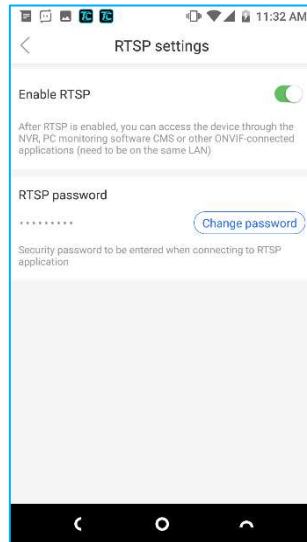 11:32 AM
RTSP settings
Enable RTSP
After RTSP is enabled, you can access the device through the
NVR, PC monitoring software CMS or other ONVIF-connected
applications (need to be on the same LAN)
RTSP password
·········
Change password
Security password to be entered when connecting to RTSP
application